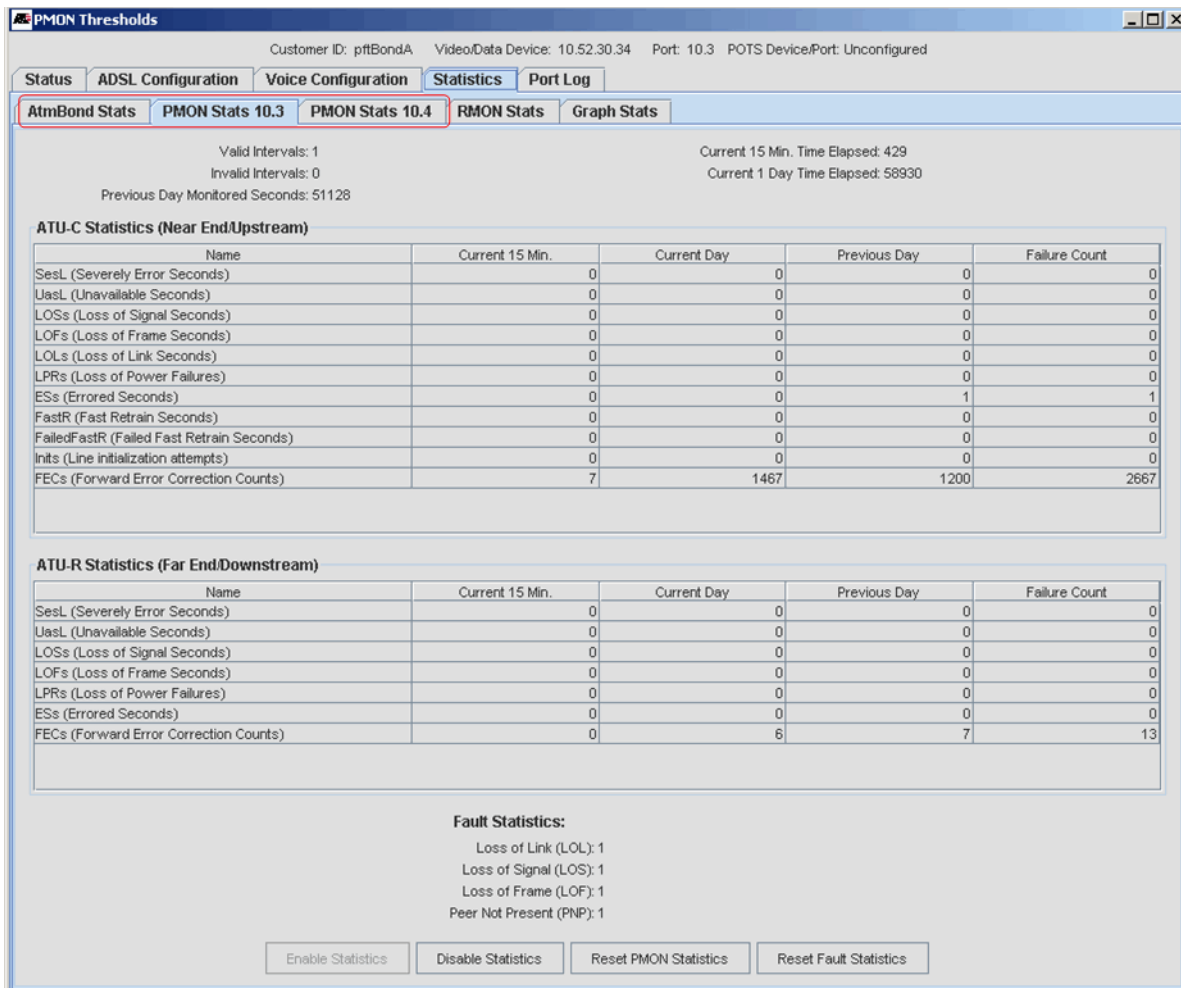 PMON Thresholds
Customer ID: pftBondA Video/Data Device: 10.52.30.34 Port: 10.3 POTS Device/Port: Unconfigured
Status ADSL Configuration Voice Configuration Statistics Port Log
AtmBond Stats PMON Stats 10.3 PMON Stats 10.4 RMON Stats Graph Stats
Valid Intervals: 1 Current 15 Min. Time Elapsed: 429
Invalid Intervals: 0 Current 1 Day Time Elapsed: 58930
Previous Day Monitored Seconds: 51128
ATU-C Statistics (Near End/Upstream)
Name Current 15 Min. Current Day Previous Day Failure Count
SesL (Severely Error Seconds) 0 0 0 0
UasL (Unavailable Seconds) 0 0 0 0
LOSs (Loss of Signal Seconds) 0 0 0 0
LOFs (Loss of Frame Seconds) 0 0 0 0
LOLs (Loss of Link Seconds) 0 0 0 0
LPRs (Loss of Power Failures) 0 0 0 0
ESs (Errored Seconds) 0 0 1 1
FastR (Fast Retrain Seconds) 0 0 0 0
FailedFastR (Failed Fast Retrain Seconds) 0 0 0 0
Inits (Line initialization attempts) 0 0 0 0
FECs (Forward Error Correction Counts) 7 1467 1200 2667
ATU-R Statistics (Far End/Downstream)
Name Current 15 Min. Current Day Previous Day Failure Count
SesL (Severely Error Seconds) 0 0 0 0
UasL (Unavailable Seconds) 0 0 0 0
LOSs (Loss of Signal Seconds) 0 0 0 0
LOFs (Loss of Frame Seconds) 0 0 0 0
LPRs (Loss of Power Failures) 0 0 0 0
ESs (Errored Seconds) 0 0 0 0
FECs (Forward Error Correction Counts) 0 6 7 13
Fault Statistics:
Loss of Link (LOL): 1
Loss of Signal (LOS): 1
Loss of Frame (LOF): 1
Peer Not Present (PNP): 1
Enable Statistics Disable Statistics Reset PMON Statistics Reset Fault Statistics